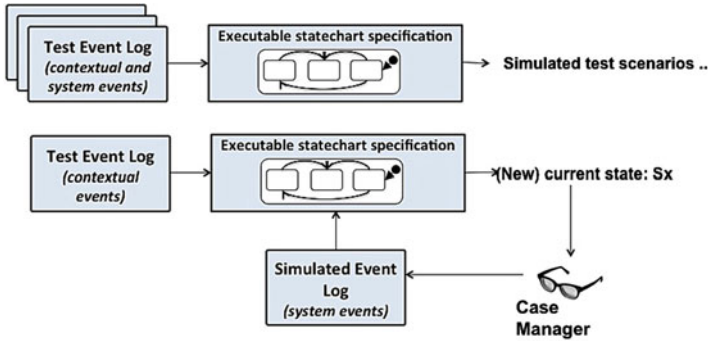 Test Event Log
(contextual and
system events)
Executable statechart specification
Simulated test scenarios ..
Test Event Log
(contextual
events)
Executable statechart specification
(New) current state: Sx
Simulated Event
Log
(system events)
Case
Manager